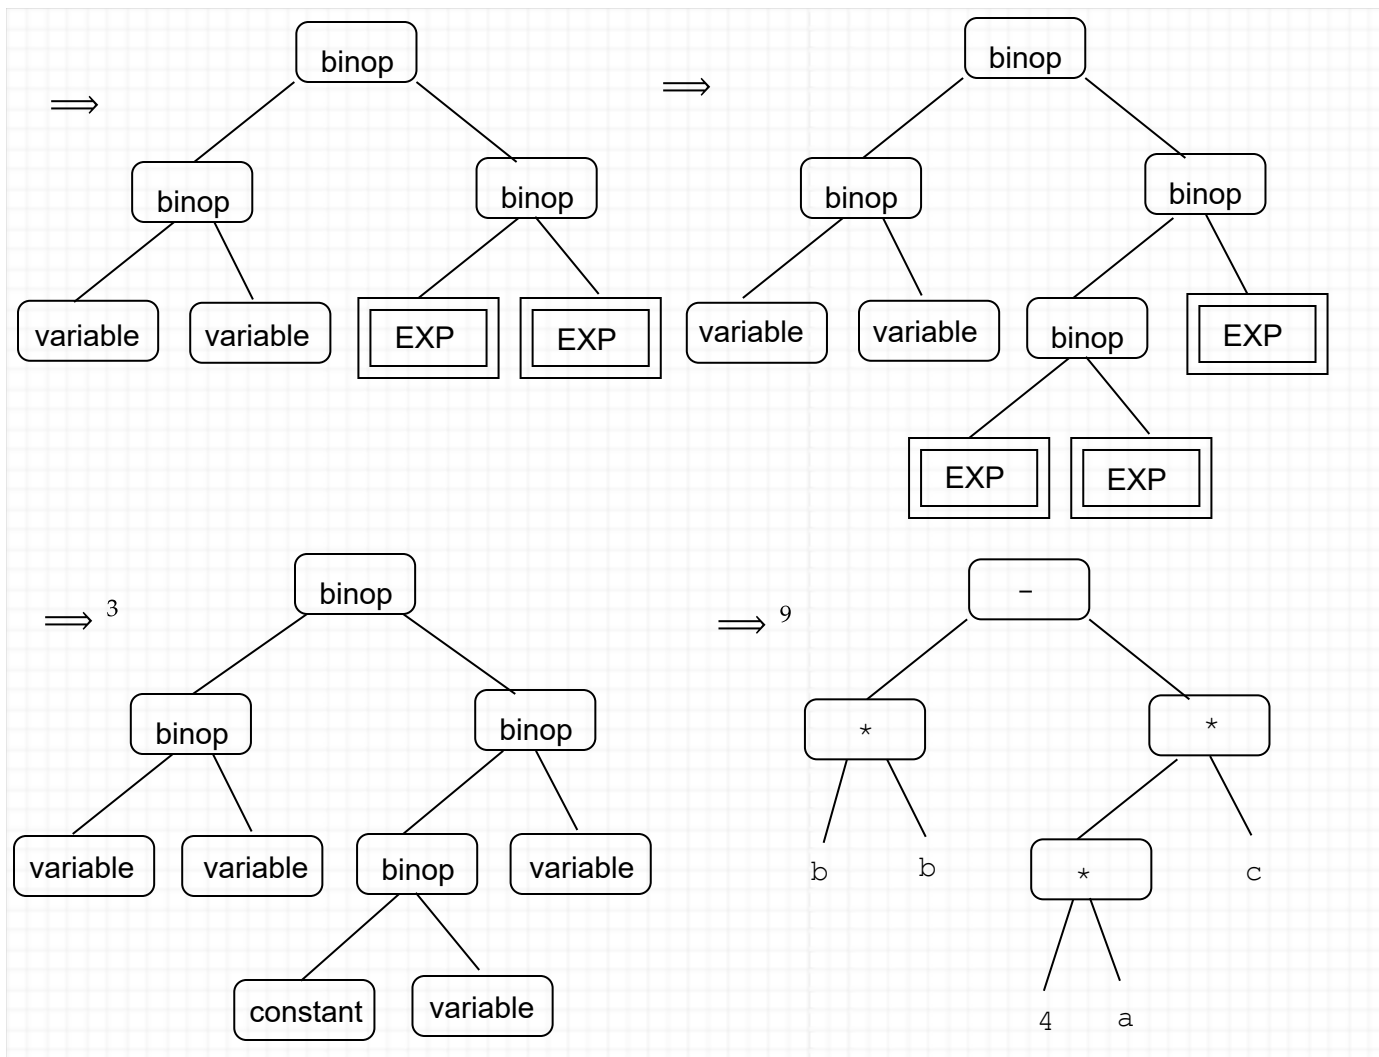 ⟹ binop
binop binop
variable variable EXP EXP
⟹ binop
binop binop
variable variable binop EXP
EXP EXP
⟹ 3 binop
binop binop
variable variable binop variable
constant variable
⟹ 9 −
* *
b b * c
4 a